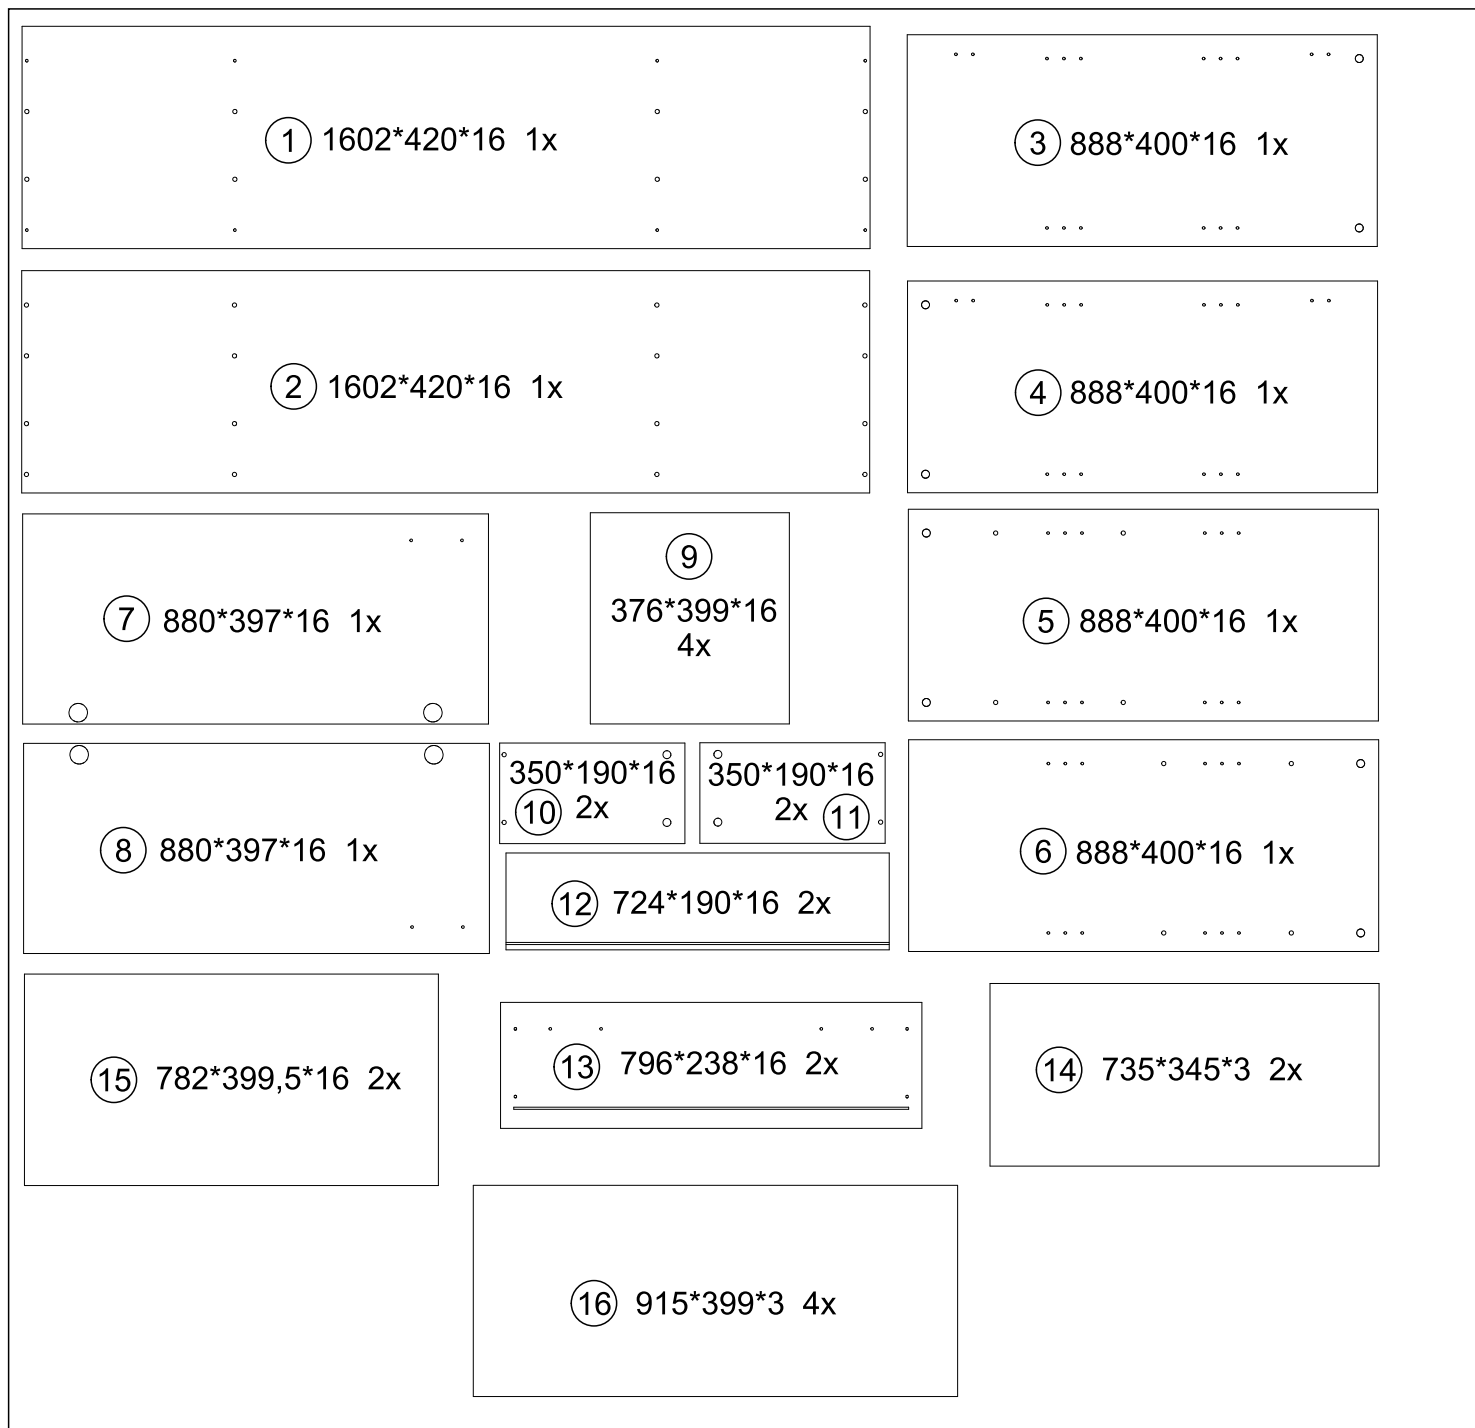 1 1602*420*16 1x
3 888*400*16 1x
2 1602*420*16 1x
4 888*400*16 1x
7 880*397*16 1x
9
376*399*16
4x
5 888*400*16 1x
8 880*397*16 1x
350*190*16
10 2x
350*190*16
2x 11
6 888*400*16 1x
12 724*190*16 2x
15 782*399,5*16 2x
13 796*238*16 2x
14 735*345*3 2x
16 915*399*3 4x